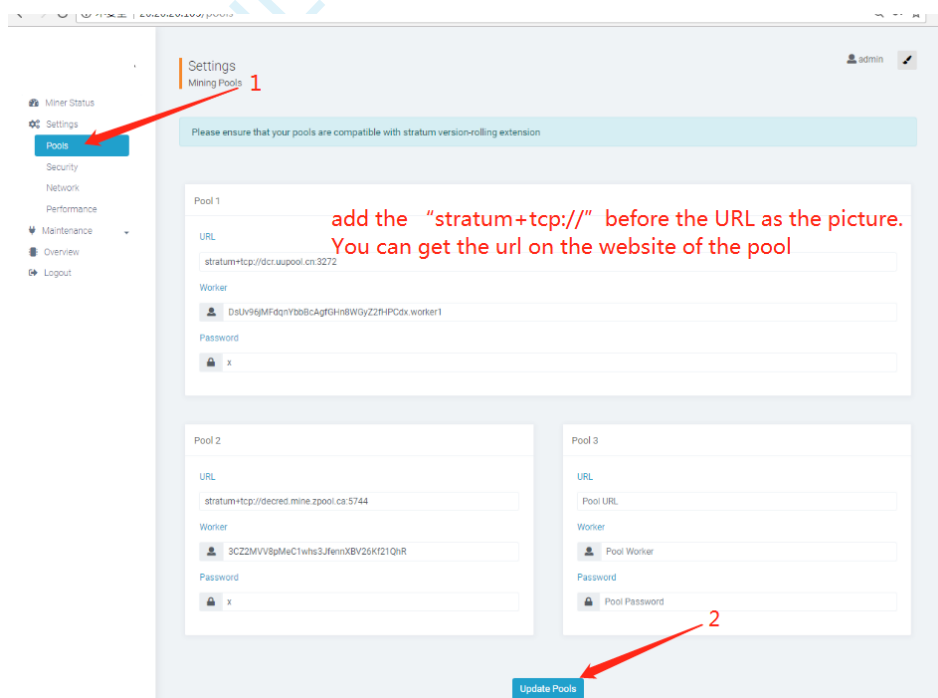 Settings
Mining Pools
1
admin
Miner Status
Settings
Pools
Security
Network
Performance
Maintenance
Overview
Logout
Please ensure that your pools are compatible with stratum version-rolling extension
Pool 1
add the “stratum+tcp://” before the URL as the picture.
You can get the url on the website of the pool
URL
stratum+tcp://dcr.uupool.cn:3272
Worker
DsUv96jMFdqnYbbBcAgfGHn8WGyZ2fHPCdx.worker1
Password
x
Pool 2
URL
stratum+tcp://decred.mine.zpool.ca:5744
Worker
3CZ2MVV8pMeC1whs3JfennXBV26Kf21QhR
Password
x
Pool 3
URL
Pool URL
Worker
Pool Worker
Password
Pool Password
2
Update Pools